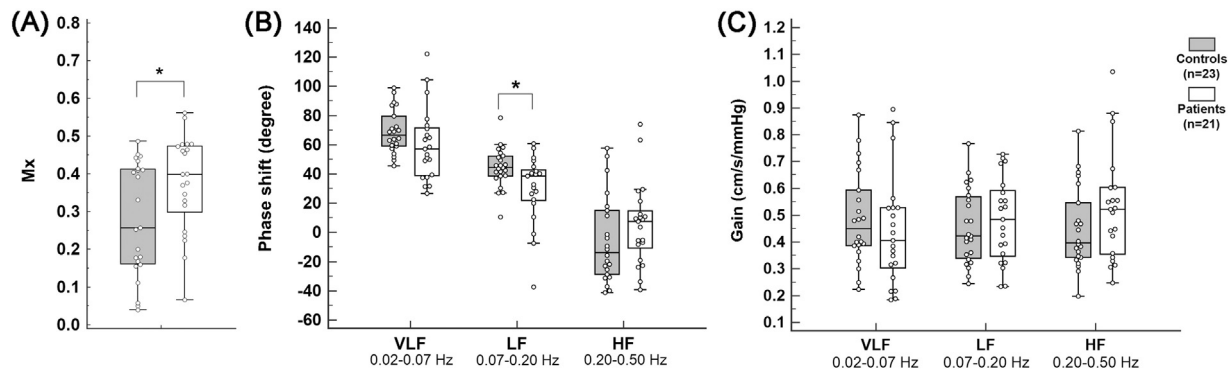 (A)
0.8
0.7
0.6
0.5
0.4
0.3
0.2
0.1
0.0
Mx
*
(B)
140
120
100
80
60
40
20
0
-20
-40
-60
Phase shift (degree)
*
VLF
0.02-0.07 Hz
LF
0.07-0.20 Hz
HF
0.20-0.50 Hz
(C)
1.2
1.1
1.0
0.9
0.8
0.7
0.6
0.5
0.4
0.3
0.2
0.1
Gain (cm/s/mmHg)
VLF
0.02-0.07 Hz
LF
0.07-0.20 Hz
HF
0.20-0.50 Hz
Controls
(n=23)
Patients
(n=21)